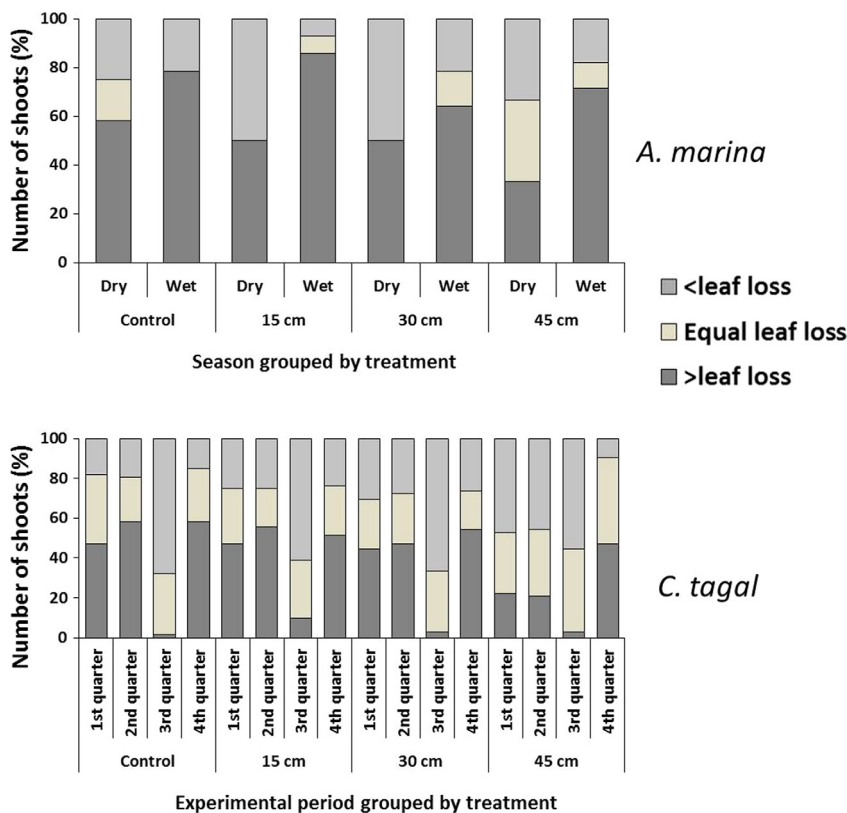 Number of shoots (%)
100
80
60
40
20
0
Dry Wet Dry Wet Dry Wet Dry Wet
Control 15 cm 30 cm 45 cm
Season grouped by treatment
A. marina
<leaf loss
Equal leaf loss
>leaf loss
Number of shoots (%)
100
80
60
40
20
0
1st quarter
2nd quarter
3rd quarter
4th quarter
1st quarter
2nd quarter
3rd quarter
4th quarter
1st quarter
2nd quarter
3rd quarter
4th quarter
1st quarter
2nd quarter
3rd quarter
4th quarter
Control 15 cm 30 cm 45 cm
Experimental period grouped by treatment
C. tagal